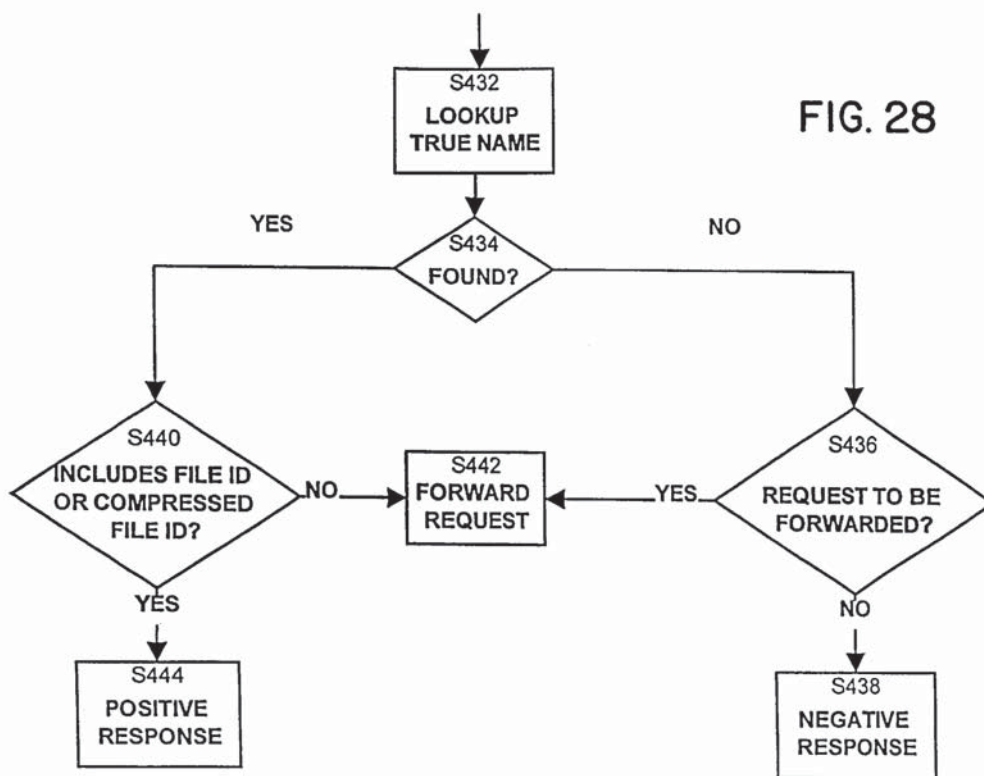 S432
LOOKUP
TRUE NAME
FIG. 28
YES
NO
S434
FOUND?
S440
INCLUDES FILE ID
OR COMPRESSED
FILE ID?
NO
S442
FORWARD
REQUEST
YES
S436
REQUEST TO BE
FORWARDED?
YES
NO
S444
POSITIVE
RESPONSE
S438
NEGATIVE
RESPONSE